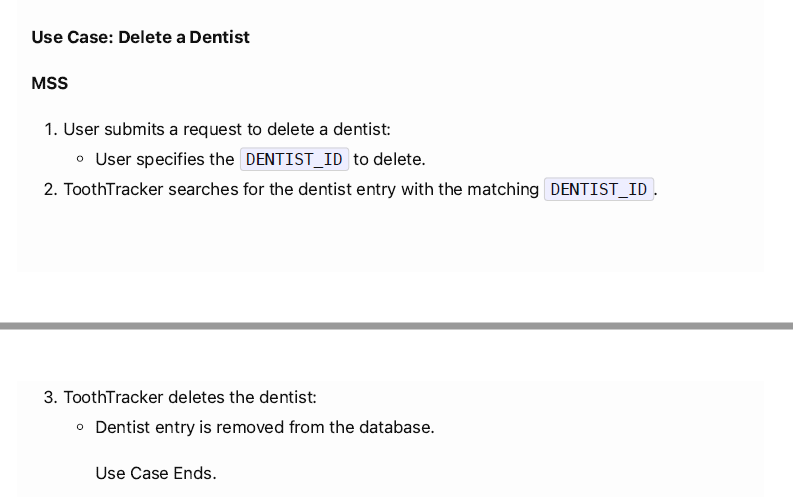 Use Case: Delete a Dentist
MSS
1. User submits a request to delete a dentist:
○ User specifies the DENTIST_ID to delete.
2. ToothTracker searches for the dentist entry with the matching DENTIST_ID.
3. ToothTracker deletes the dentist:
○ Dentist entry is removed from the database.
Use Case Ends.